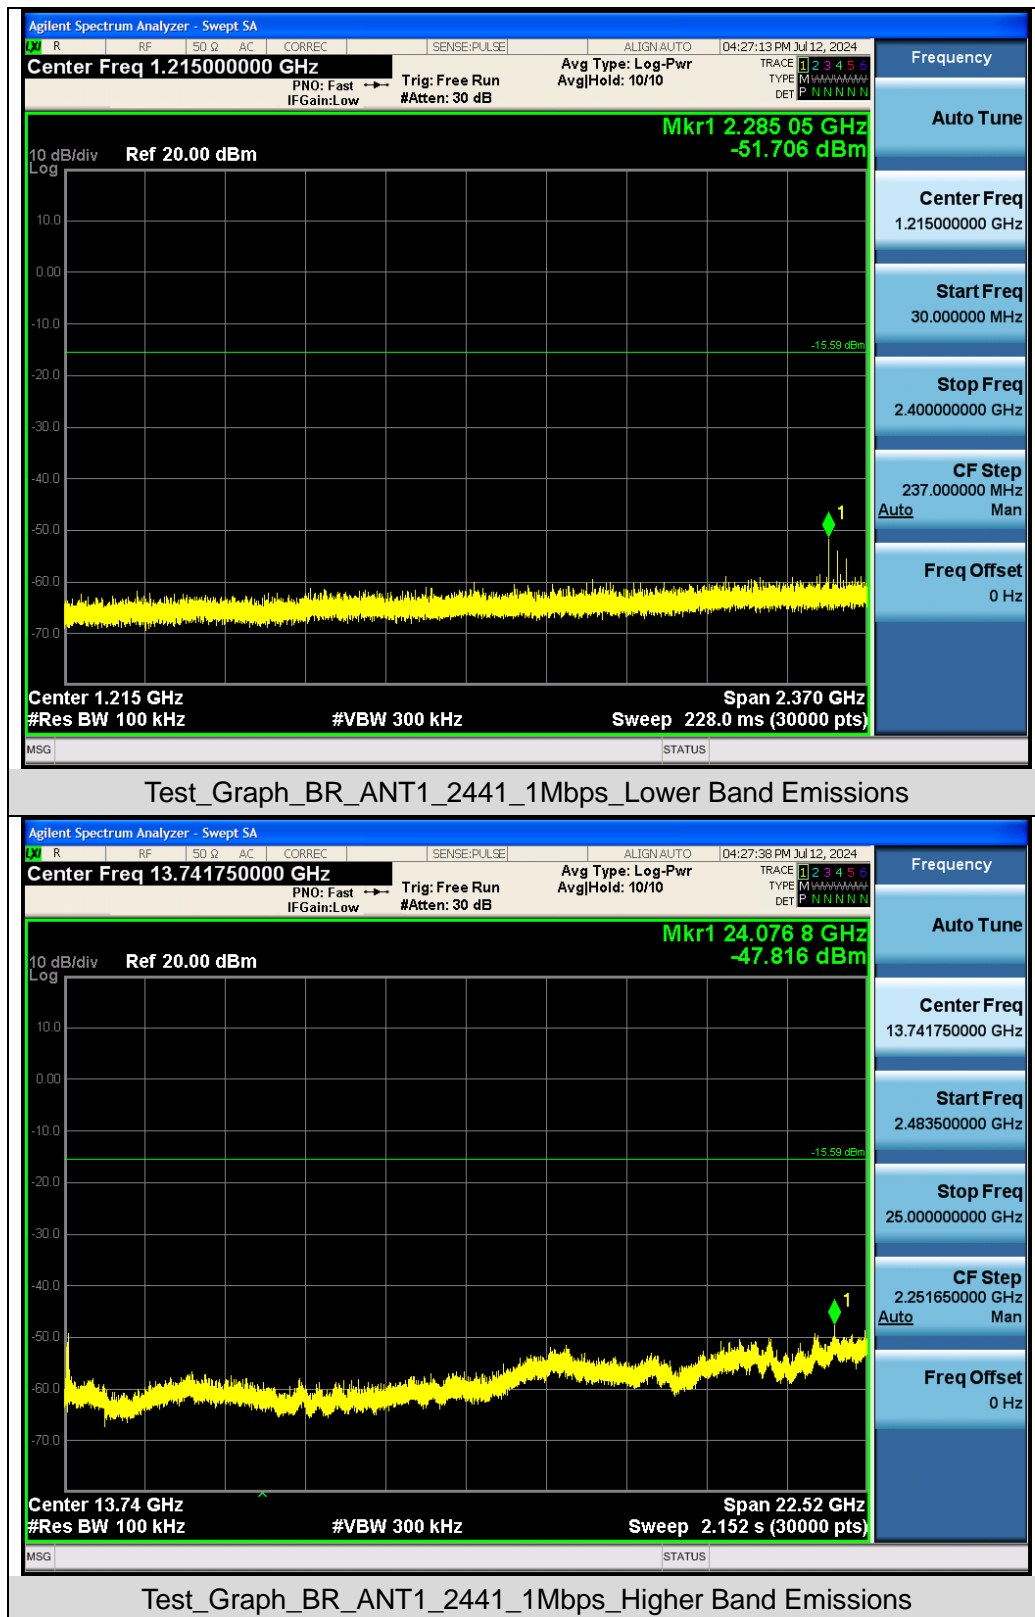 Agilent Spectrum Analyzer - Swept SA
LXI R RF 50 Ω AC CORREC SENSE:PULSE ALIGN AUTO 04:27:13 PM Jul 12, 2024
Center Freq 1.215000000 GHz
PNO: Fast
IFGain:Low
Trig: Free Run
#Atten: 30 dB
Avg Type: Log-Pwr
Avg|Hold: 10/10
TRACE 1 2 3 4 5 6
TYPE M
DET P N N N N N
Mkr1 2.285 05 GHz
-51.706 dBm
10 dB/div Ref 20.00 dBm
Log
10.0
0.00
-10.0
-15.59 dBm
-20.0
-30.0
-40.0
-50.0
1
-60.0
-70.0
Center 1.215 GHz Span 2.370 GHz
#Res BW 100 kHz #VBW 300 kHz Sweep 228.0 ms (30000 pts)
MSG STATUS
Frequency
Auto Tune
Center Freq
1.215000000 GHz
Start Freq
30.000000 MHz
Stop Freq
2.400000000 GHz
CF Step
237.000000 MHz
Auto Man
Freq Offset
0 Hz
Test_Graph_BR_ANT1_2441_1Mbps_Lower Band Emissions
Agilent Spectrum Analyzer - Swept SA
LXI R RF 50 Ω AC CORREC SENSE:PULSE ALIGN AUTO 04:27:38 PM Jul 12, 2024
Center Freq 13.741750000 GHz
PNO: Fast
IFGain:Low
Trig: Free Run
#Atten: 30 dB
Avg Type: Log-Pwr
Avg|Hold: 10/10
TRACE 1 2 3 4 5 6
TYPE M
DET P N N N N N
Mkr1 24.076 8 GHz
-47.816 dBm
10 dB/div Ref 20.00 dBm
Log
10.0
0.00
-10.0
-15.59 dBm
-20.0
-30.0
-40.0
1
-50.0
-60.0
-70.0
Center 13.74 GHz Span 22.52 GHz
#Res BW 100 kHz #VBW 300 kHz Sweep 2.152 s (30000 pts)
MSG STATUS
Frequency
Auto Tune
Center Freq
13.741750000 GHz
Start Freq
2.483500000 GHz
Stop Freq
25.000000000 GHz
CF Step
2.251650000 GHz
Auto Man
Freq Offset
0 Hz
Test_Graph_BR_ANT1_2441_1Mbps_Higher Band Emissions